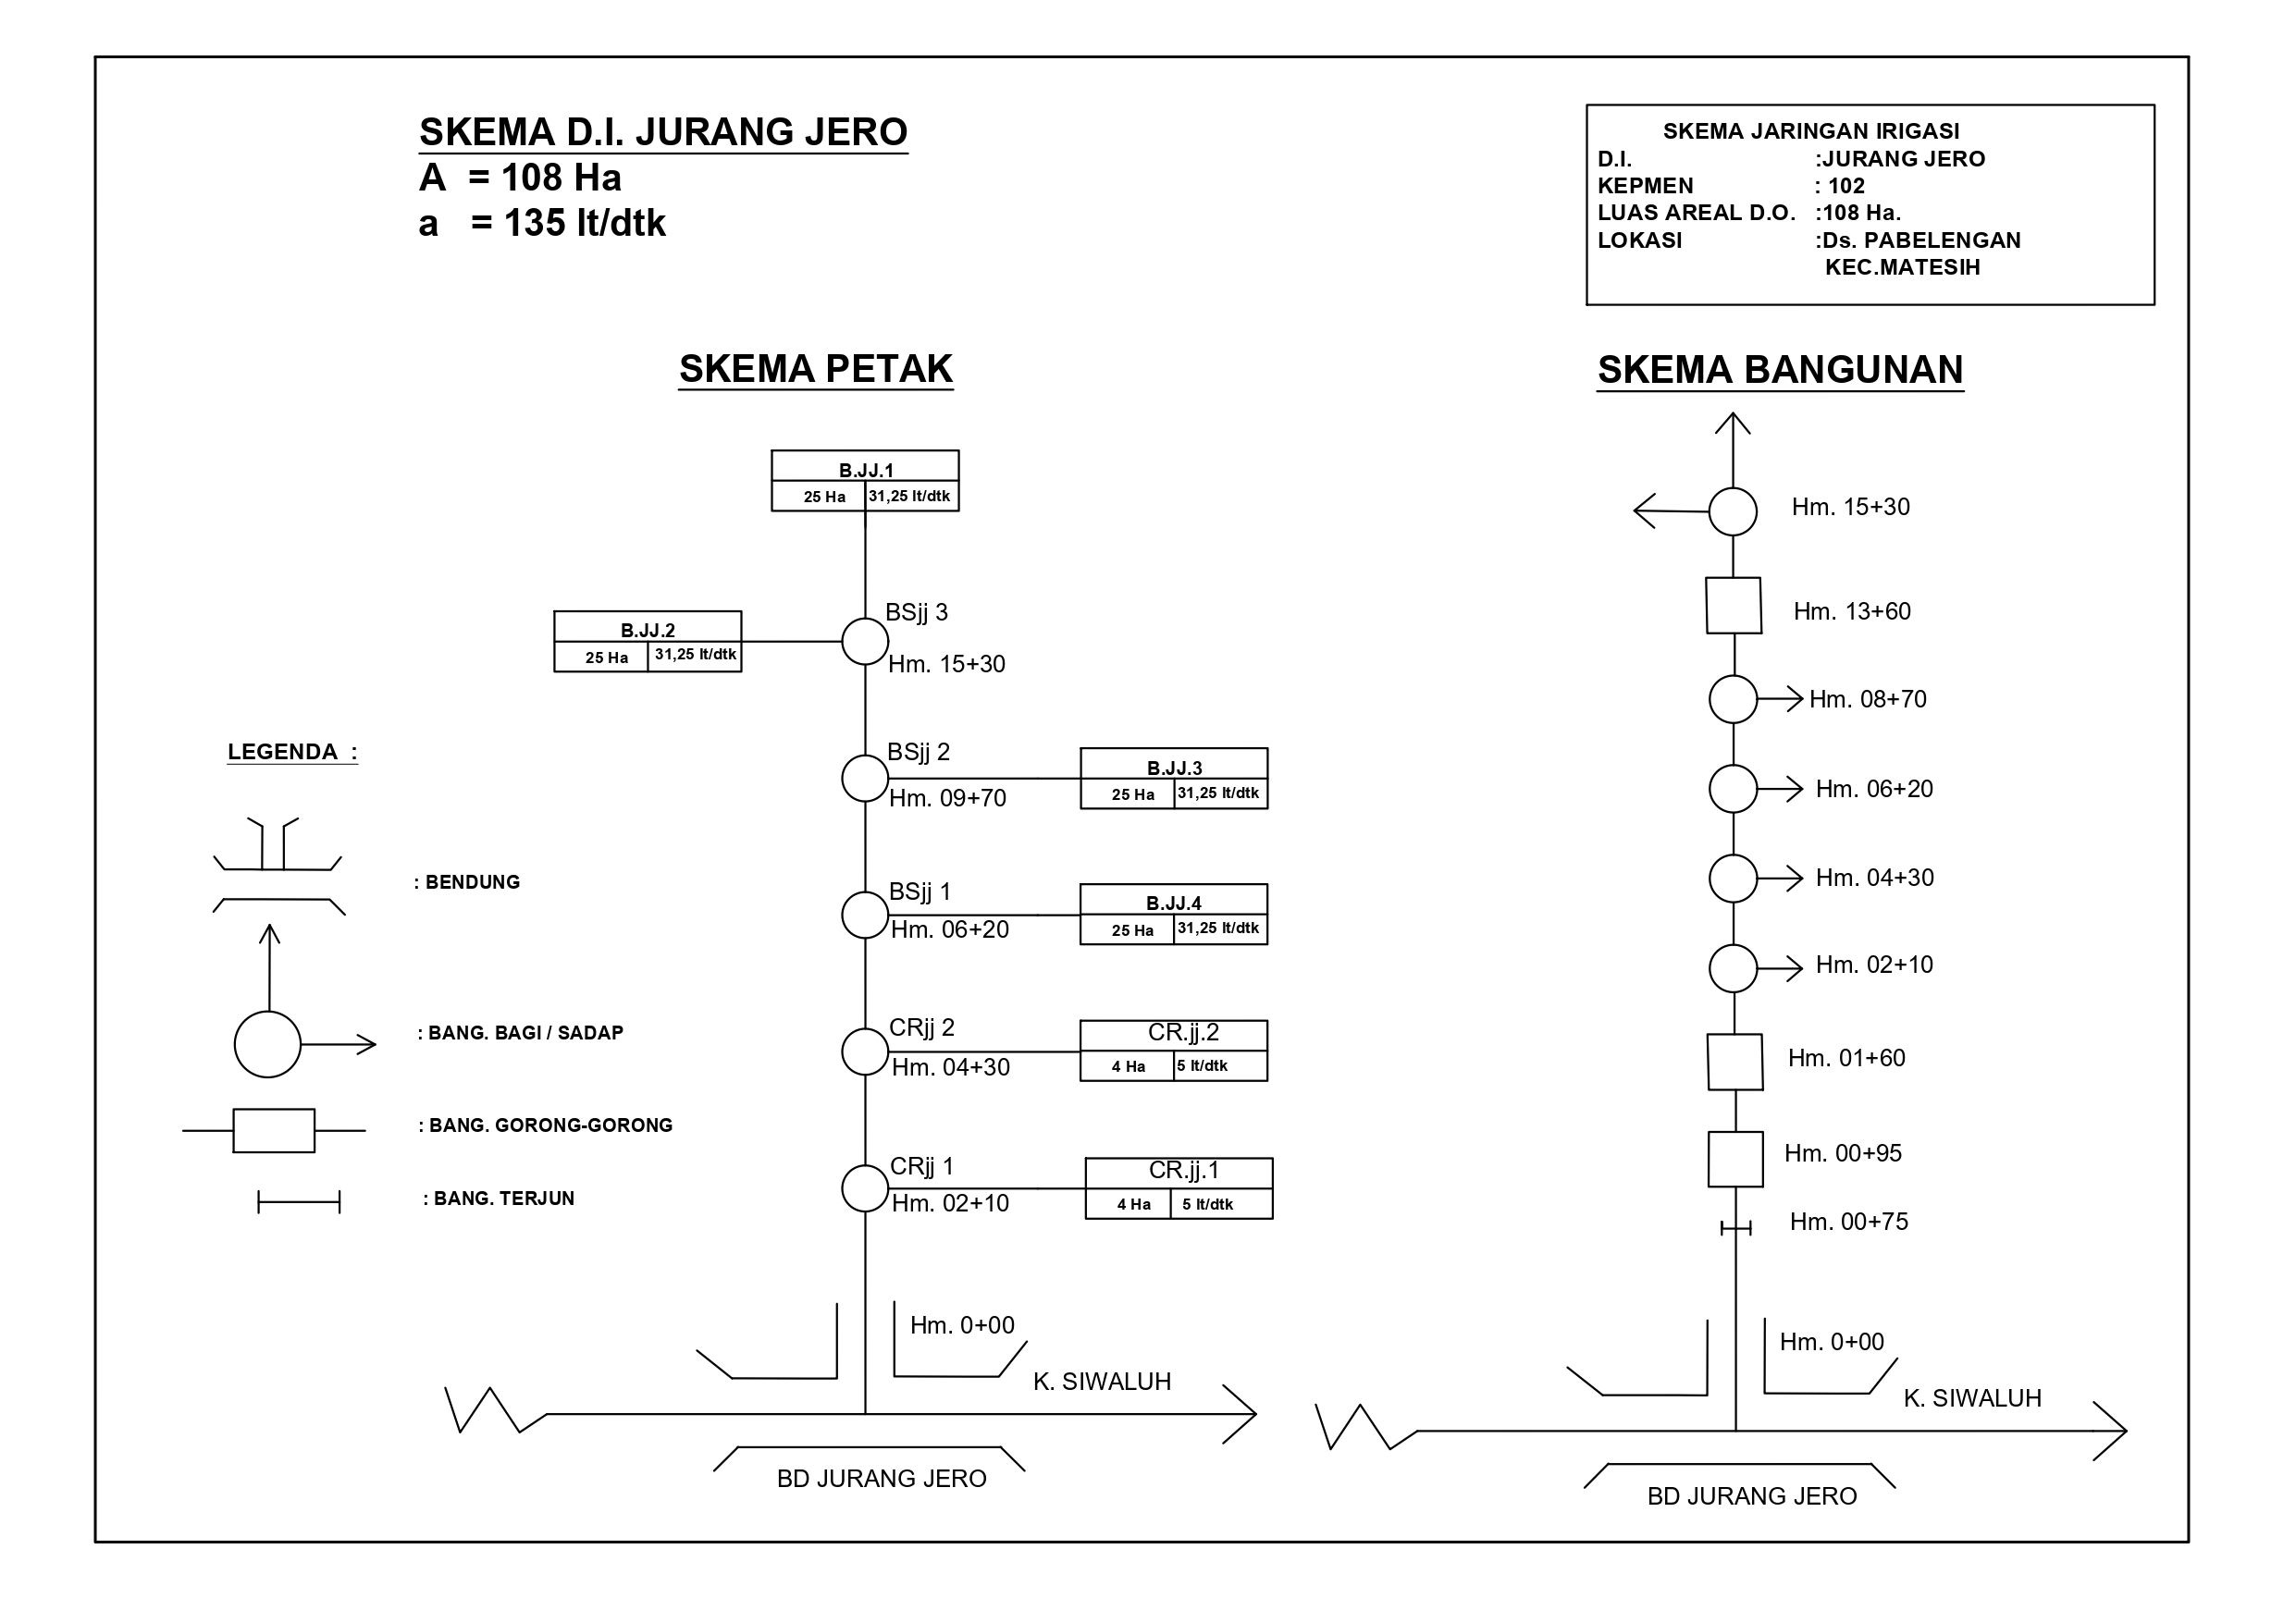 SKEMA D.I. JURANG JERO
A = 108 Ha
a = 135 lt/dtk
SKEMA JARINGAN IRIGASI
D.I. :JURANG JERO
KEPMEN : 102
LUAS AREAL D.O. :108 Ha.
LOKASI :Ds. PABELENGAN
KEC.MATESIH
SKEMA PETAK
B.JJ.1
25 Ha 31,25 lt/dtk
BSjj 3
B.JJ.2
25 Ha 31,25 lt/dtk
Hm. 15+30
BSjj 2
Hm. 09+70
B.JJ.3
25 Ha 31,25 lt/dtk
BSjj 1
Hm. 06+20
B.JJ.4
25 Ha 31,25 lt/dtk
CRjj 2
Hm. 04+30
CR.jj.2
4 Ha 5 lt/dtk
CRjj 1
Hm. 02+10
CR.jj.1
4 Ha 5 lt/dtk
Hm. 0+00
K. SIWALUH
BD JURANG JERO
LEGENDA :
: BENDUNG
: BANG. BAGI / SADAP
: BANG. GORONG-GORONG
: BANG. TERJUN
SKEMA BANGUNAN
Hm. 15+30
Hm. 13+60
Hm. 08+70
Hm. 06+20
Hm. 04+30
Hm. 02+10
Hm. 01+60
Hm. 00+95
Hm. 00+75
Hm. 0+00
K. SIWALUH
BD JURANG JERO